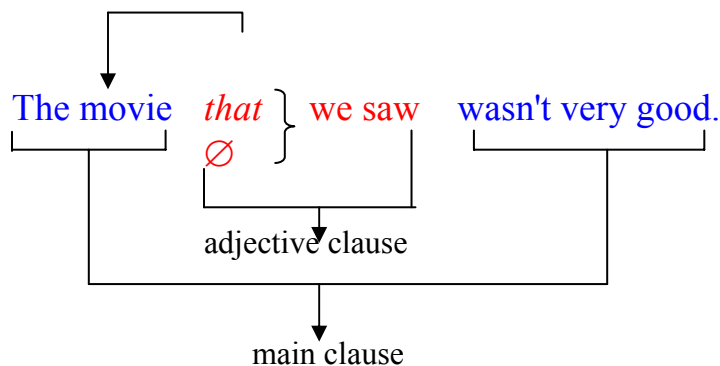 The movie that we saw wasn't very good.
∅
adjective clause
main clause